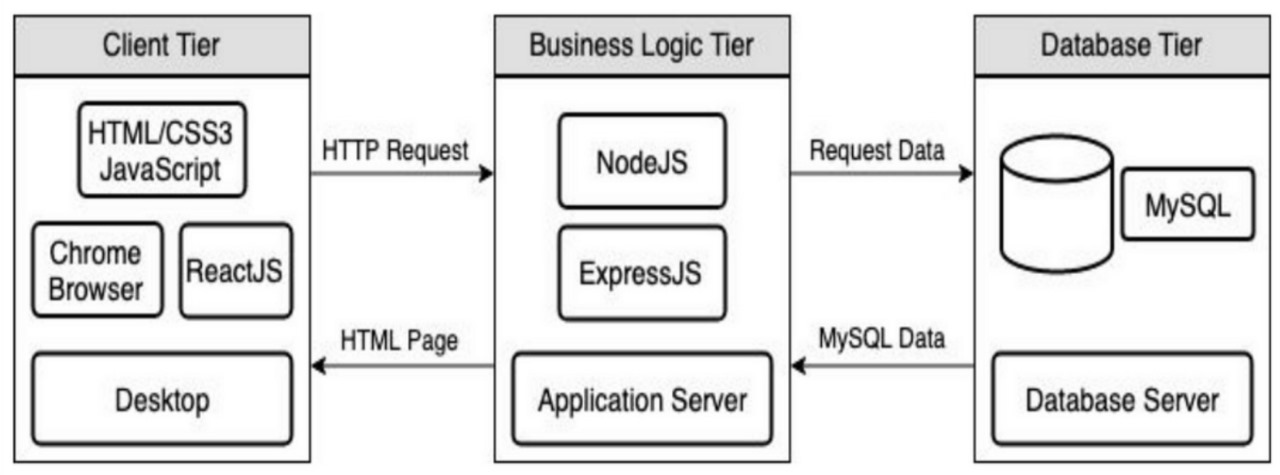 Client Tier
HTML/CSS3
JavaScript
Chrome
Browser
ReactJS
Desktop
HTTP Request
HTML Page
Business Logic Tier
NodeJS
ExpressJS
Application Server
Request Data
MySQL Data
Database Tier
MySQL
Database Server